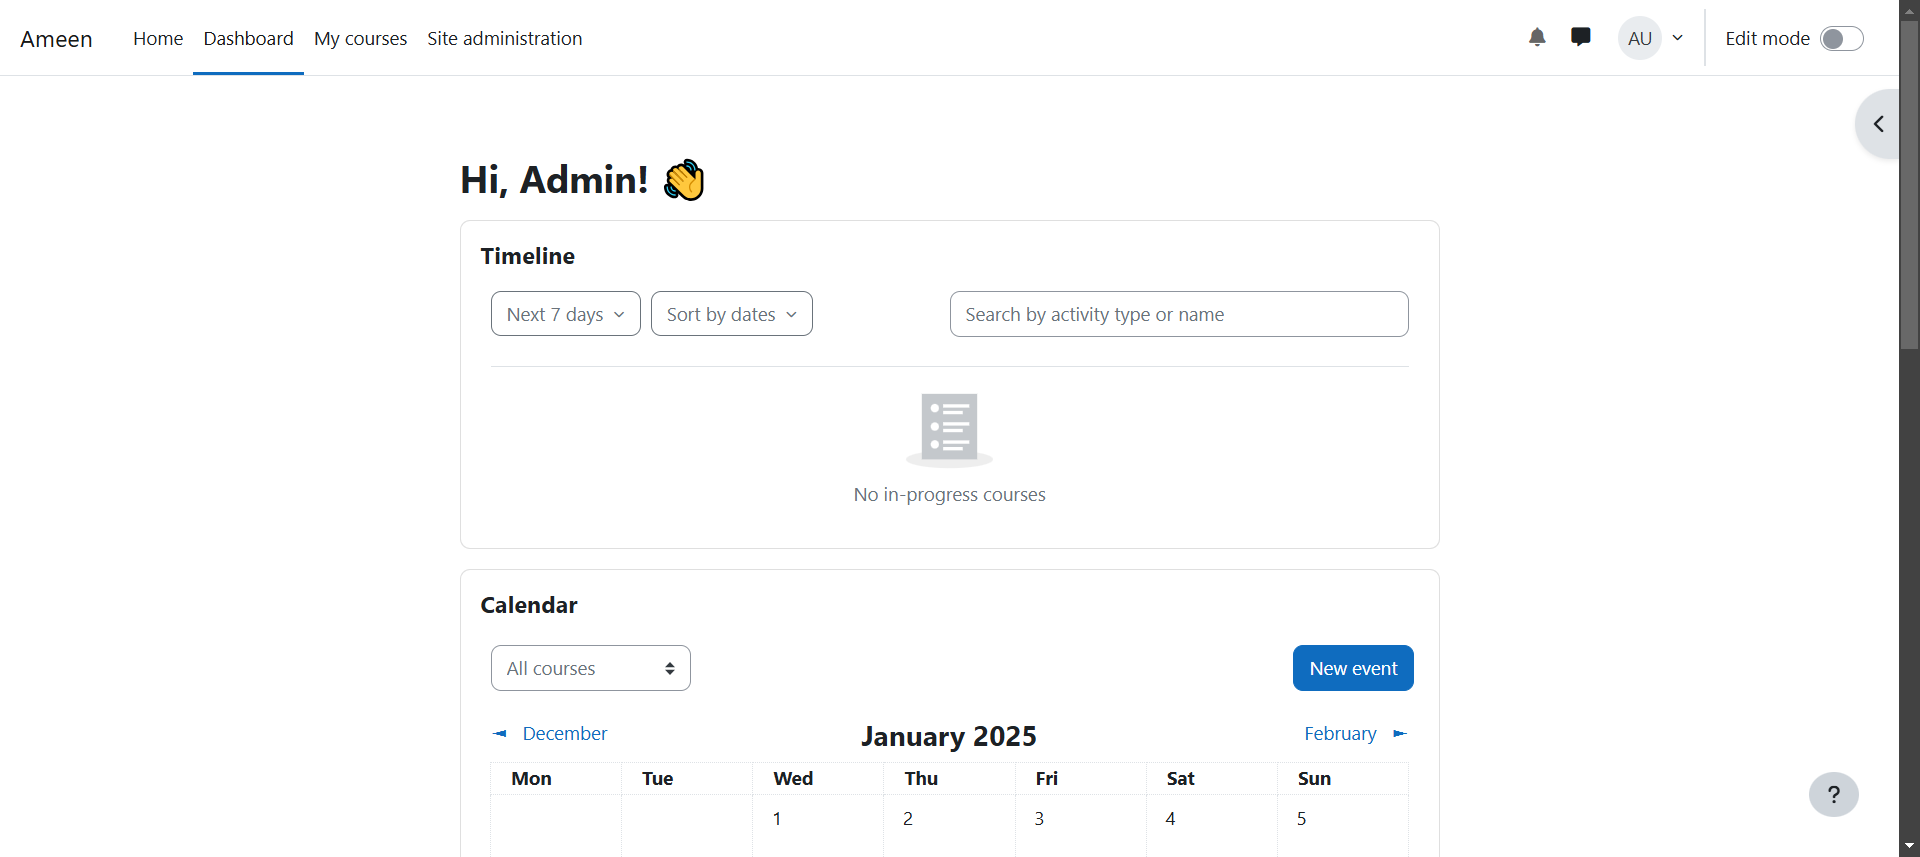 Ameen Home Dashboard My courses Site administration AU Edit mode
Hi, Admin! 👋
Timeline
Next 7 days Sort by dates Search by activity type or name
No in-progress courses
Calendar
All courses New event
◄ December January 2025 February ►
Mon Tue Wed Thu Fri Sat Sun
1 2 3 4 5
?